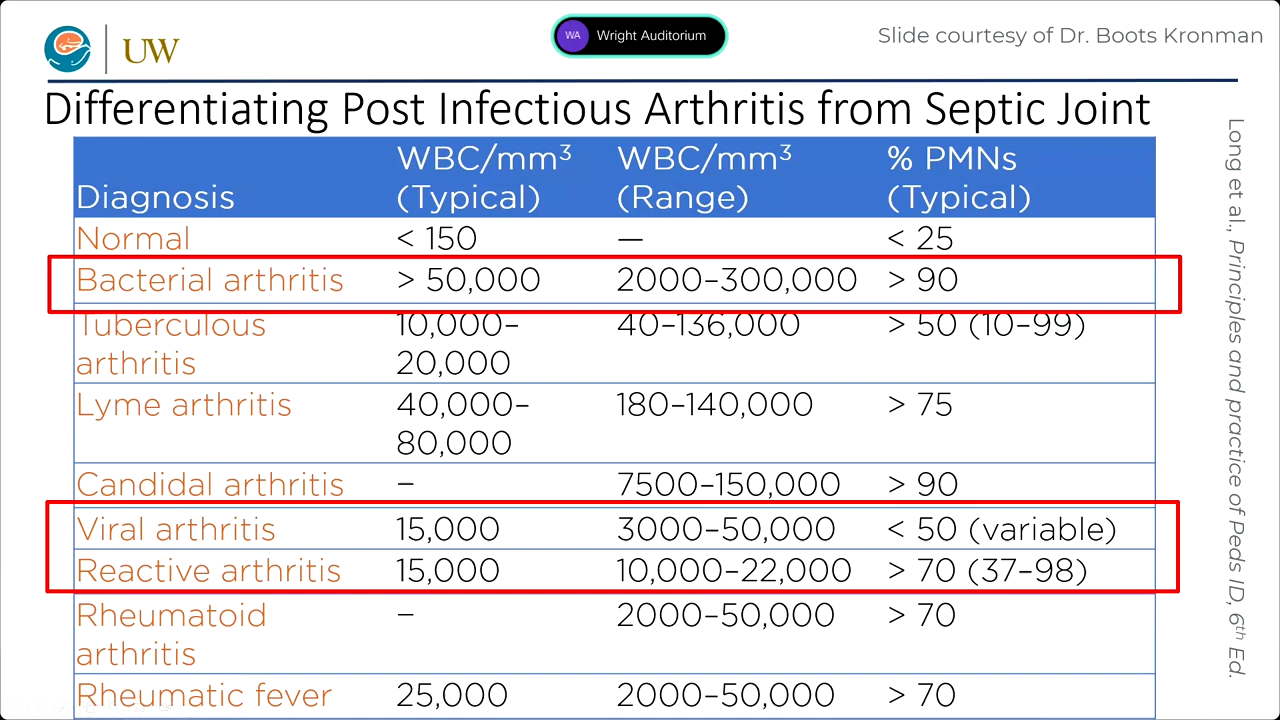 UW
WA Wright Auditorium
Slide courtesy of Dr. Boots Kronman
Differentiating Post Infectious Arthritis from Septic Joint
Diagnosis WBC/mm³ (Typical) WBC/mm³ (Range) % PMNs (Typical)
Normal < 150 — < 25
Bacterial arthritis > 50,000 2000–300,000 > 90
Tuberculous arthritis 10,000–20,000 40–136,000 > 50 (10–99)
Lyme arthritis 40,000–80,000 180–140,000 > 75
Candidal arthritis – 7500–150,000 > 90
Viral arthritis 15,000 3000–50,000 < 50 (variable)
Reactive arthritis 15,000 10,000–22,000 > 70 (37–98)
Rheumatoid arthritis – 2000–50,000 > 70
Rheumatic fever 25,000 2000–50,000 > 70
Long et al., Principles and practice of Peds ID, 6th Ed.